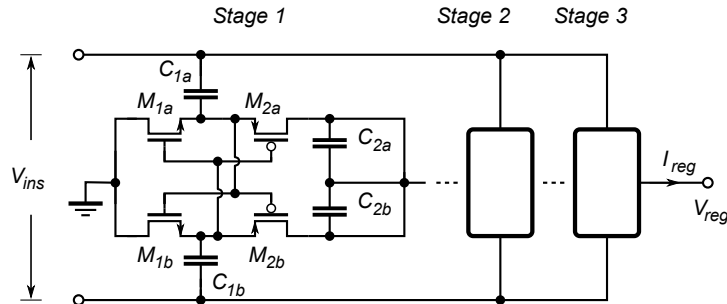 Stage 1 Stage 2 Stage 3
C1a
M1a M2a
C2a
Vins
Ireg
C2b
Vreg
M1b M2b
C1b